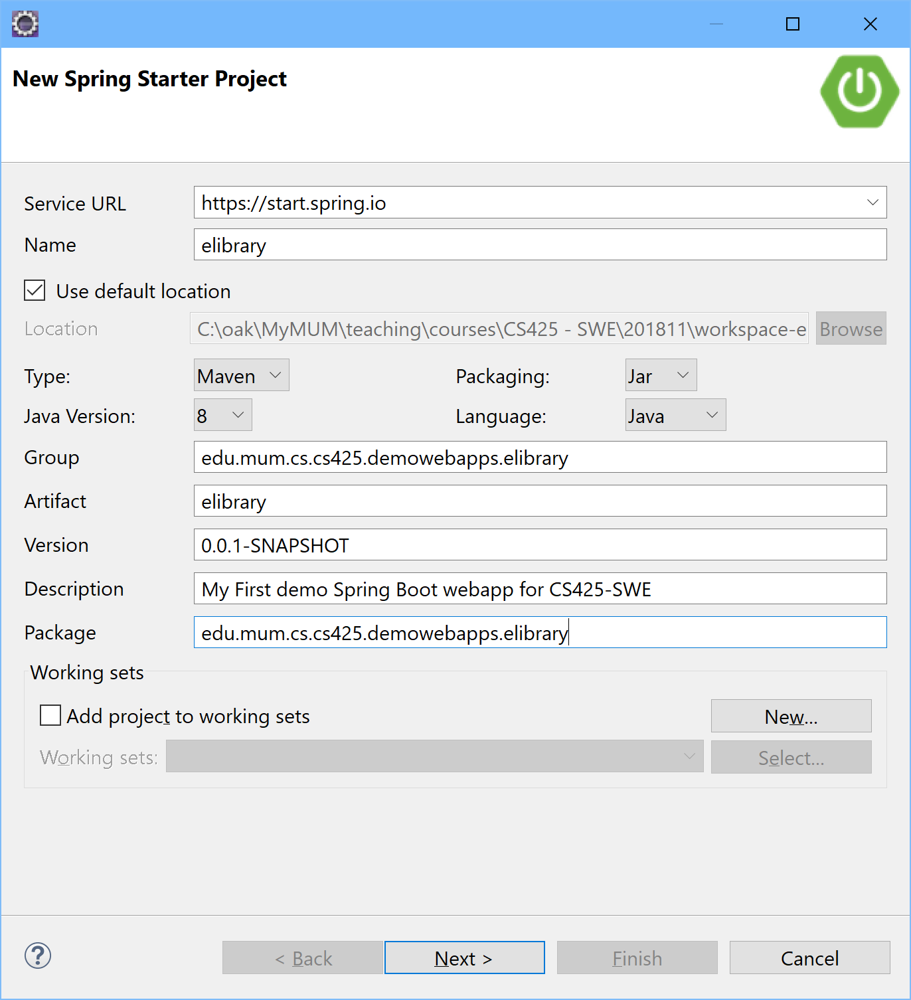 New Spring Starter Project
Service URL https://start.spring.io
Name elibrary
Use default location
Location C:\oak\MyMUM\teaching\courses\CS425 - SWE\201811\workspace-e Browse
Type: Maven Packaging: Jar
Java Version: 8 Language: Java
Group edu.mum.cs.cs425.demowebapps.elibrary
Artifact elibrary
Version 0.0.1-SNAPSHOT
Description My First demo Spring Boot webapp for CS425-SWE
Package edu.mum.cs.cs425.demowebapps.elibrary
Working sets
Add project to working sets New...
Working sets: Select...
? < Back Next > Finish Cancel